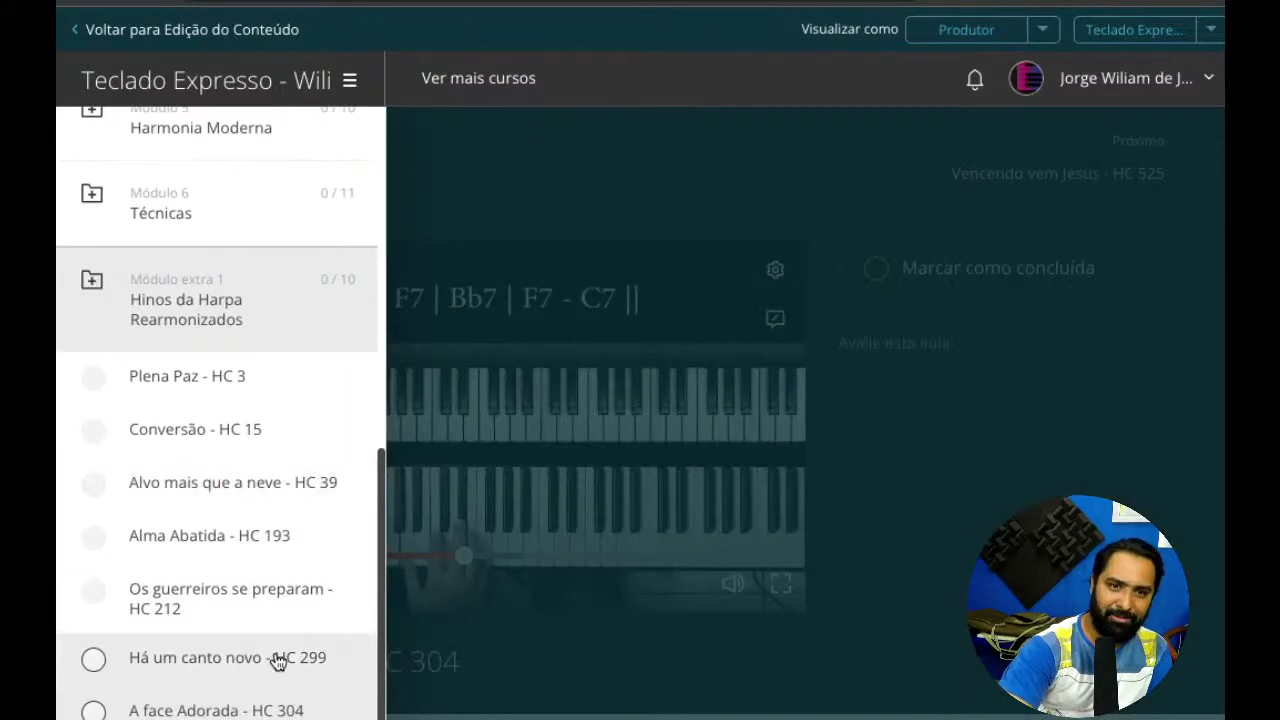 Voltar para Edição do Conteúdo
Visualizar como
Produtor
Teclado Expre...
Teclado Expresso - Wili
Ver mais cursos
Jorge Wiliam de J...
Módulo 5
0 / 10
Harmonia Moderna
Módulo 6
0 / 11
Técnicas
Módulo extra 1
0 / 10
Hinos da Harpa
Rearmonizados
Plena Paz - HC 3
Conversão - HC 15
Alvo mais que a neve - HC 39
Alma Abatida - HC 193
Os guerreiros se preparam -
HC 212
Há um canto novo - HC 299
A face Adorada - HC 304
Próximo
Vencendo vem Jesus - HC 525
F7 | Bb7 | F7 - C7 ||
Marcar como concluída
Avalie esta aula
C 304